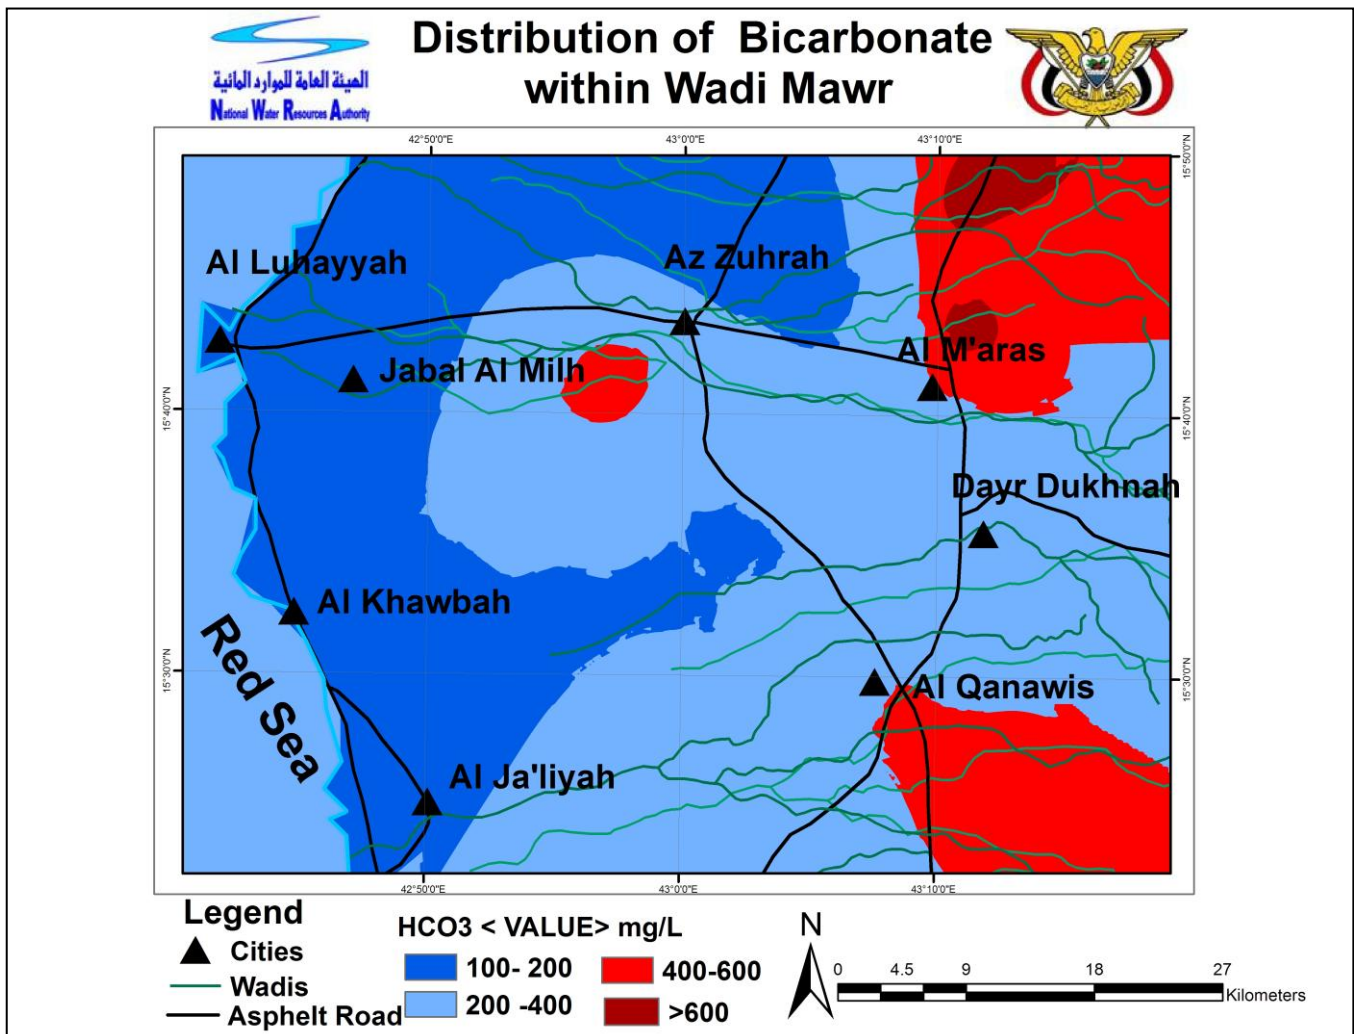 Distribution of Bicarbonate
within Wadi Mawr
الهيئة العامة للموارد المائية
National Water Resources Authority
42°50'0"E
43°0'0"E
43°10'0"E
15°50'0"N
Al Luhayyah
Az Zuhrah
Al M'aras
Jabal Al Milh
15°40'0"N
15°40'0"N
Dayr Dukhnah
Al Khawbah
Red Sea
15°30'0"N
15°30'0"N
Al Qanawis
Al Ja'liyah
42°50'0"E
43°0'0"E
43°10'0"E
Legend
Cities
Wadis
Asphelt Road
HCO3 < VALUE> mg/L
100- 200
400-600
200 -400
>600
N
0 4.5 9 18 27
Kilometers